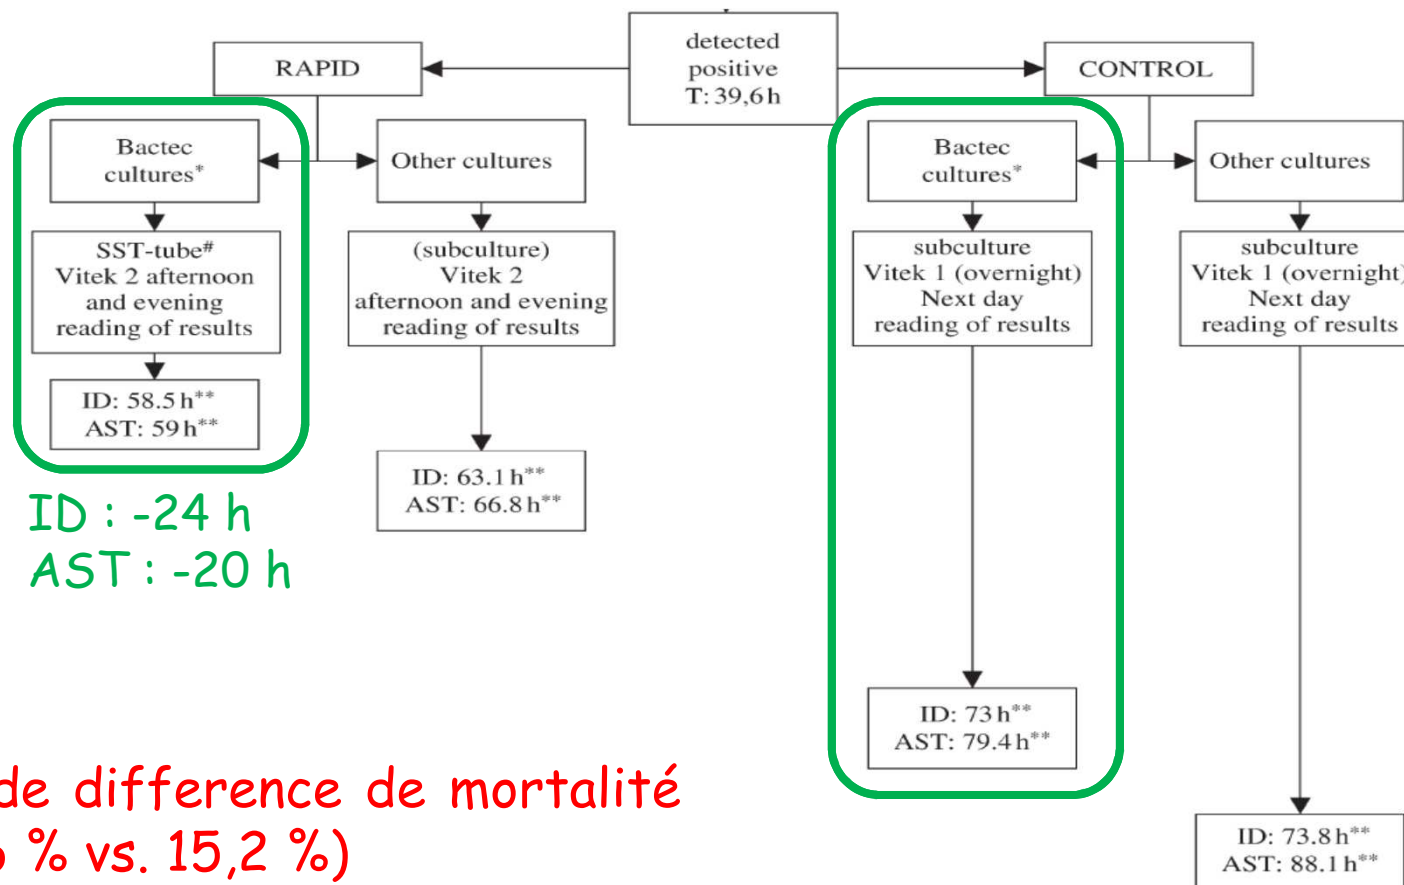 detected
positive
T: 39,6 h
RAPID
CONTROL
Bactec
cultures*
Other cultures
Bactec
cultures*
Other cultures
SST-tube#
Vitek 2 afternoon
and evening
reading of results
(subculture)
Vitek 2
afternoon and evening
reading of results
subculture
Vitek 1 (overnight)
Next day
reading of results
subculture
Vitek 1 (overnight)
Next day
reading of results
ID: 58.5 h**
AST: 59 h**
ID: 63.1 h**
AST: 66.8 h**
ID : -24 h
AST : -20 h
ID: 73 h**
AST: 79.4 h**
de difference de mortalité
% vs. 15,2 %)
ID: 73.8 h**
AST: 88.1 h**